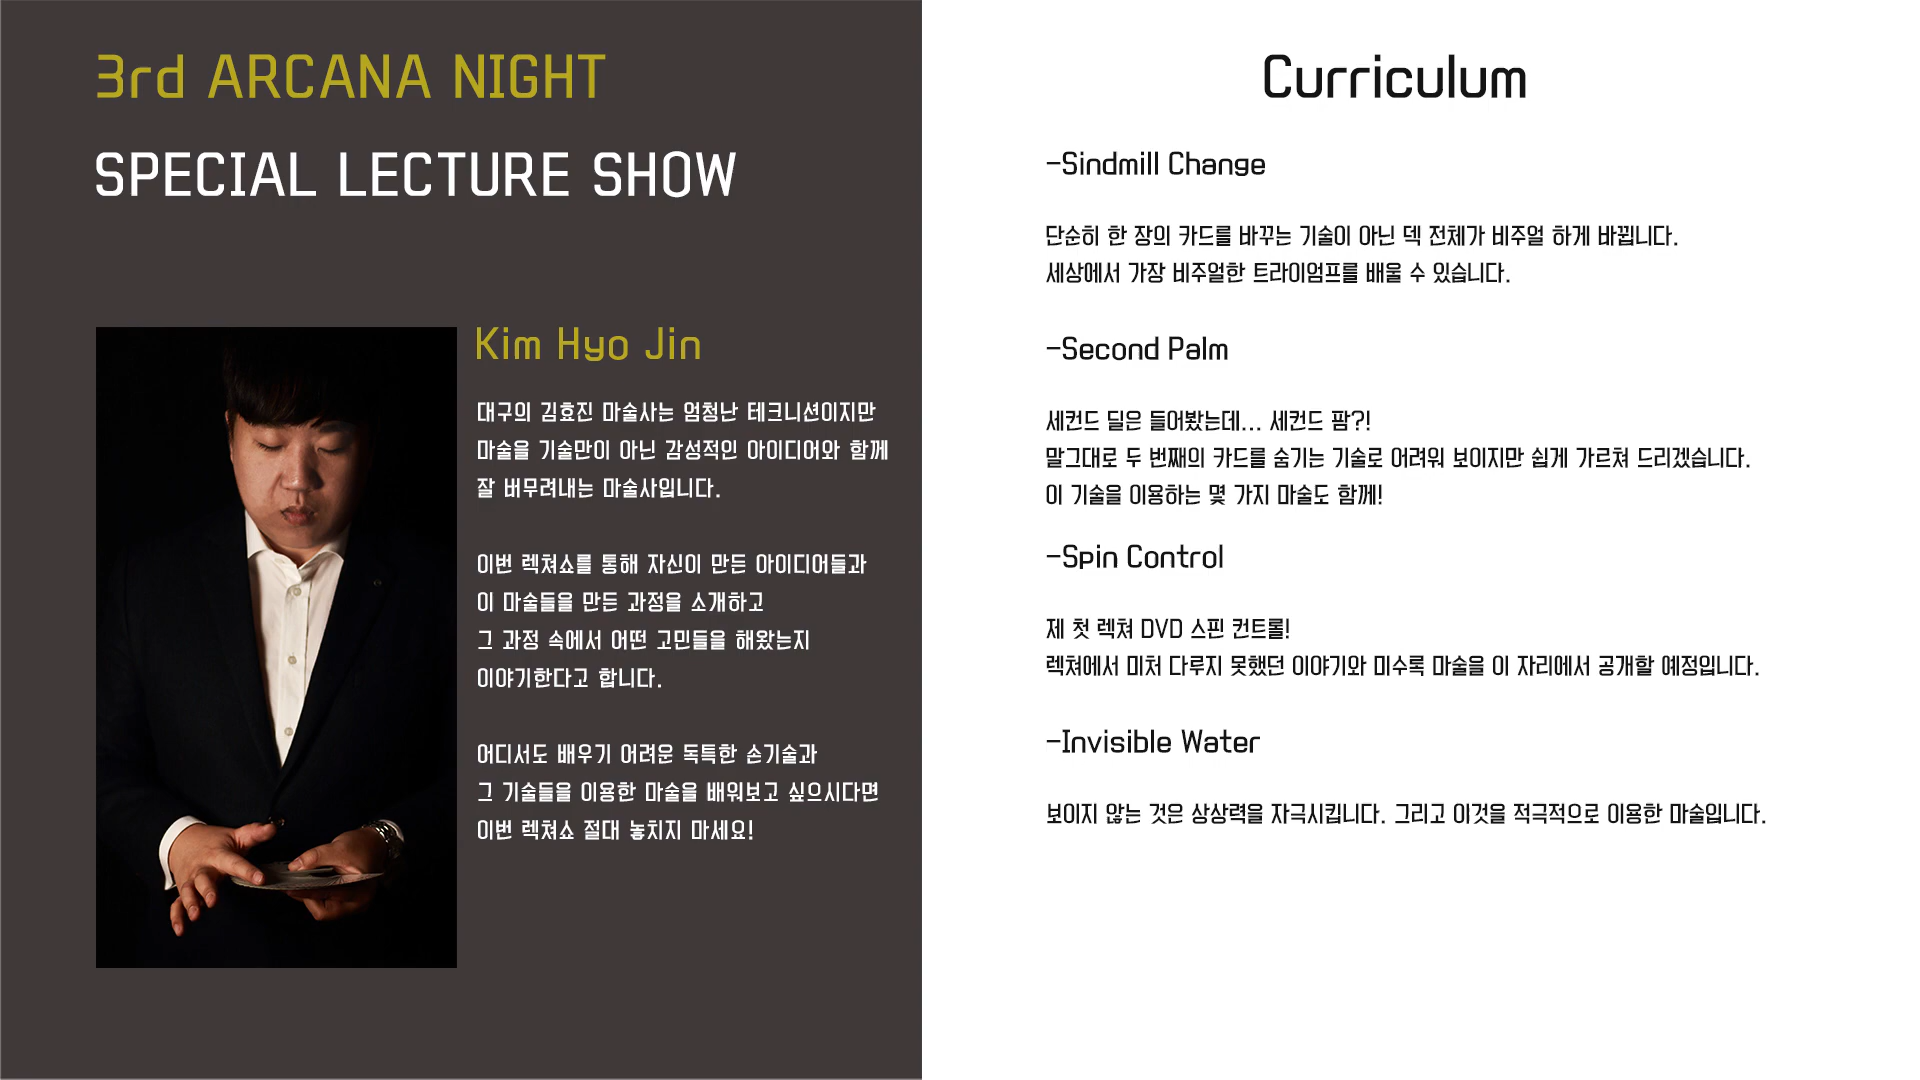 3rd ARCANA NIGHT
SPECIAL LECTURE SHOW
Kim Hyo Jin
대구의 김효진 마술사는 엄청난 테크니션이지만
마술을 기술만이 아닌 감성적인 아이디어와 함께
잘 버무려내는 마술사입니다.
이번 렉쳐쇼를 통해 자신이 만든 아이디어들과
이 마술들을 만든 과정을 소개하고
그 과정 속에서 어떤 고민들을 해왔는지
이야기한다고 합니다.
어디서도 배우기 어려운 독특한 손기술과
그 기술들을 이용한 마술을 배워보고 싶으시다면
이번 렉쳐쇼 절대 놓치지 마세요!
Curriculum
-Sindmill Change
단순히 한 장의 카드를 바꾸는 기술이 아닌 덱 전체가 비주얼 하게 바뀝니다.
세상에서 가장 비주얼한 트라이엄프를 배울 수 있습니다.
-Second Palm
세컨드 딜은 들어봤는데... 세컨드 팜?!
말그대로 두 번째의 카드를 숨기는 기술로 어려워 보이지만 쉽게 가르쳐 드리겠습니다.
이 기술을 이용하는 몇 가지 마술도 함께!
-Spin Control
제 첫 렉쳐 DVD 스핀 컨트롤!
렉쳐에서 미처 다루지 못했던 이야기와 미수록 마술을 이 자리에서 공개할 예정입니다.
-Invisible Water
보이지 않는 것은 상상력을 자극시킵니다. 그리고 이것을 적극적으로 이용한 마술입니다.